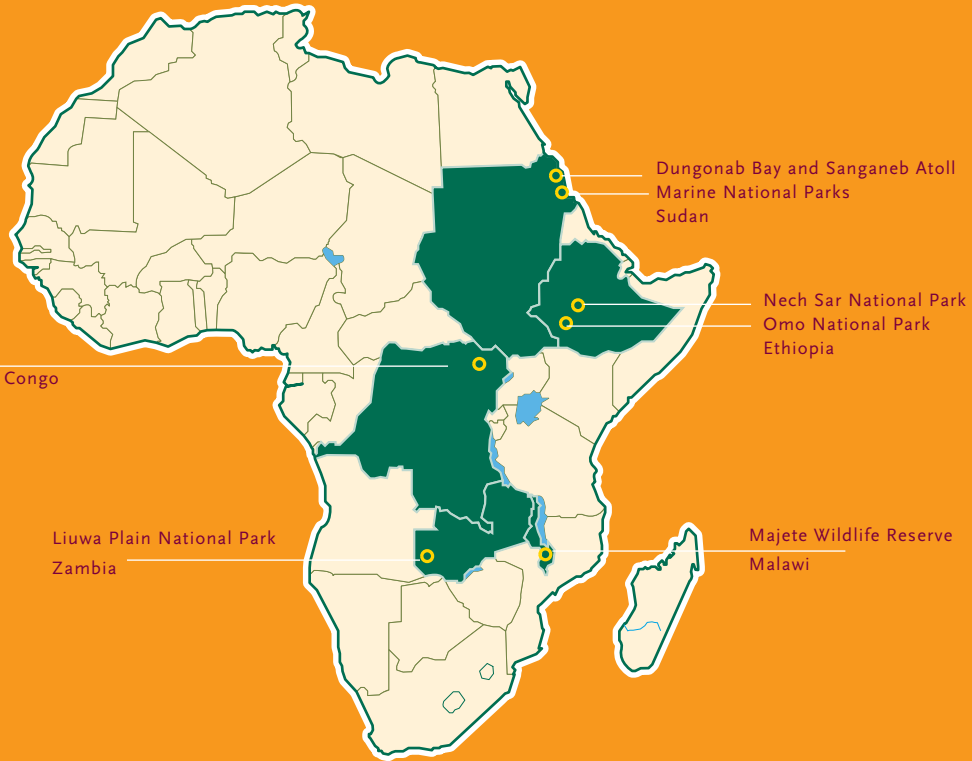 Dungonab Bay and Sanganeb Atoll
Marine National Parks
Sudan
Nech Sar National Park
Omo National Park
Ethiopia
Congo
Liuwa Plain National Park
Zambia
Majete Wildlife Reserve
Malawi